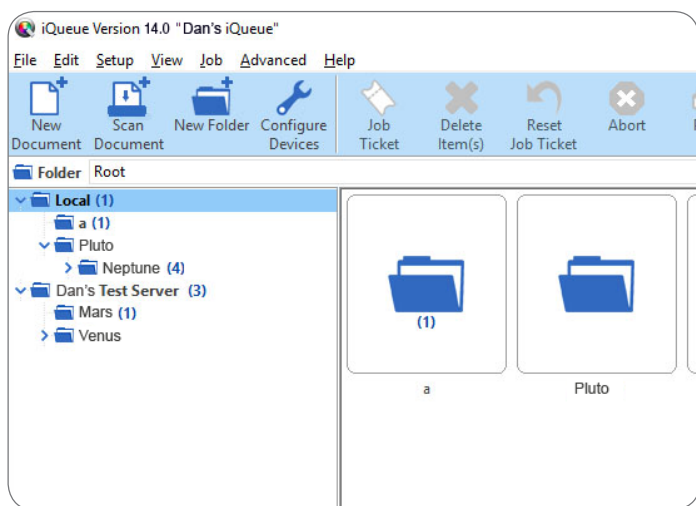 iQueue Version 14.0 "Dan's iQueue"
File Edit Setup View Job Advanced Help
New Document
Scan Document
New Folder
Configure Devices
Job Ticket
Delete Item(s)
Reset Job Ticket
Abort
Folder Root
Local (1)
a (1)
Pluto
Neptune (4)
Dan's Test Server (3)
Mars (1)
Venus
(1)
a
Pluto